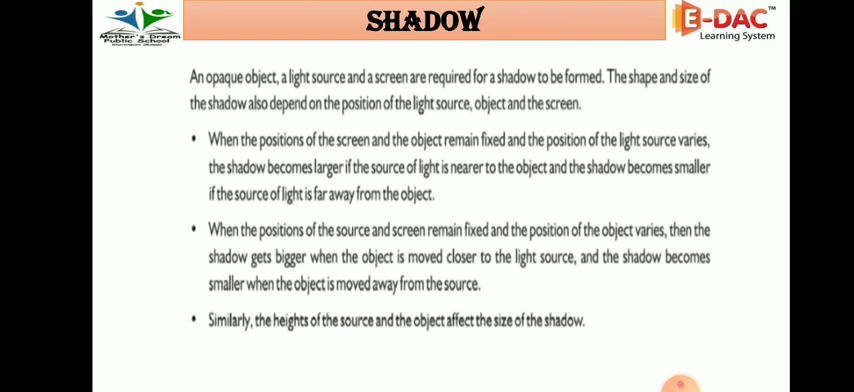 SHADOW
Mother's Dream
Public School
E-DAC™
Learning System
An opaque object, a light source and a screen are required for a shadow to be formed. The shape and size of
the shadow also depend on the position of the light source, object and the screen.
• When the positions of the screen and the object remain fixed and the position of the light source varies,
the shadow becomes larger if the source of light is nearer to the object and the shadow becomes smaller
if the source of light is far away from the object.
• When the positions of the source and screen remain fixed and the position of the object varies, then the
shadow gets bigger when the object is moved closer to the light source, and the shadow becomes
smaller when the object is moved away from the source.
• Similarly, the heights of the source and the object affect the size of the shadow.